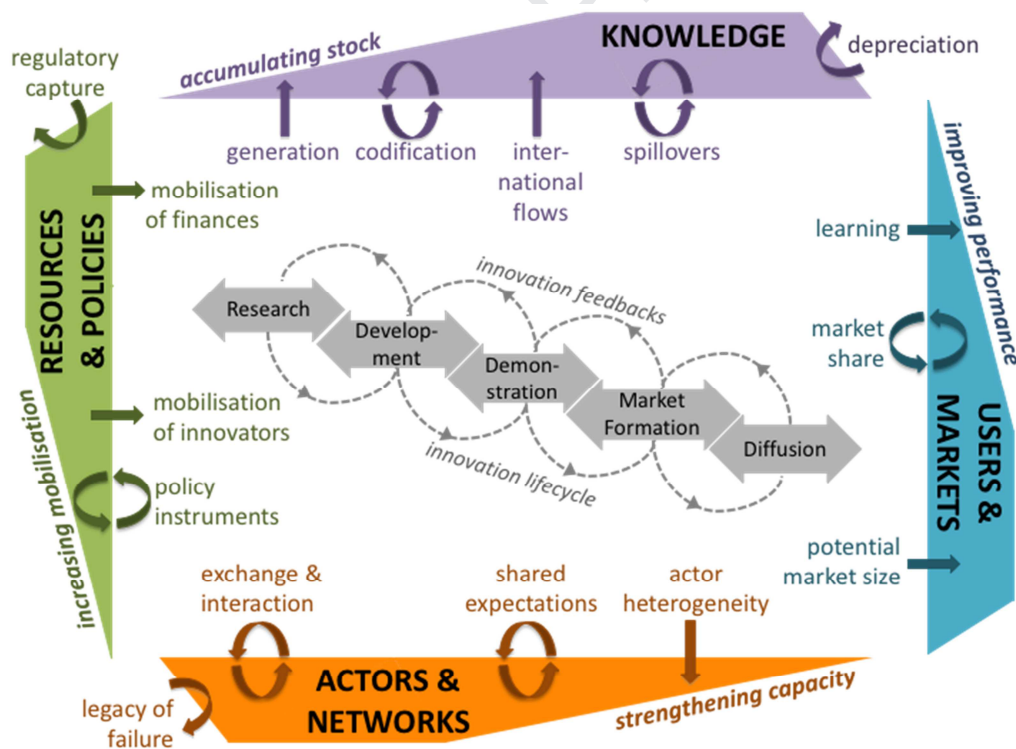 KNOWLEDGE
accumulating stock
depreciation
regulatory
capture
generation
codification
inter-
national
flows
spillovers
RESOURCES
& POLICIES
increasing mobilisation
mobilisation
of finances
mobilisation
of innovators
policy
instruments
innovation feedbacks
Research
Develop-
ment
Demon-
stration
Market
Formation
Diffusion
innovation lifecycle
improving performance
learning
market
share
USERS &
MARKETS
potential
market size
exchange &
interaction
shared
expectations
actor
heterogeneity
ACTORS &
NETWORKS
strengthening capacity
legacy of
failure